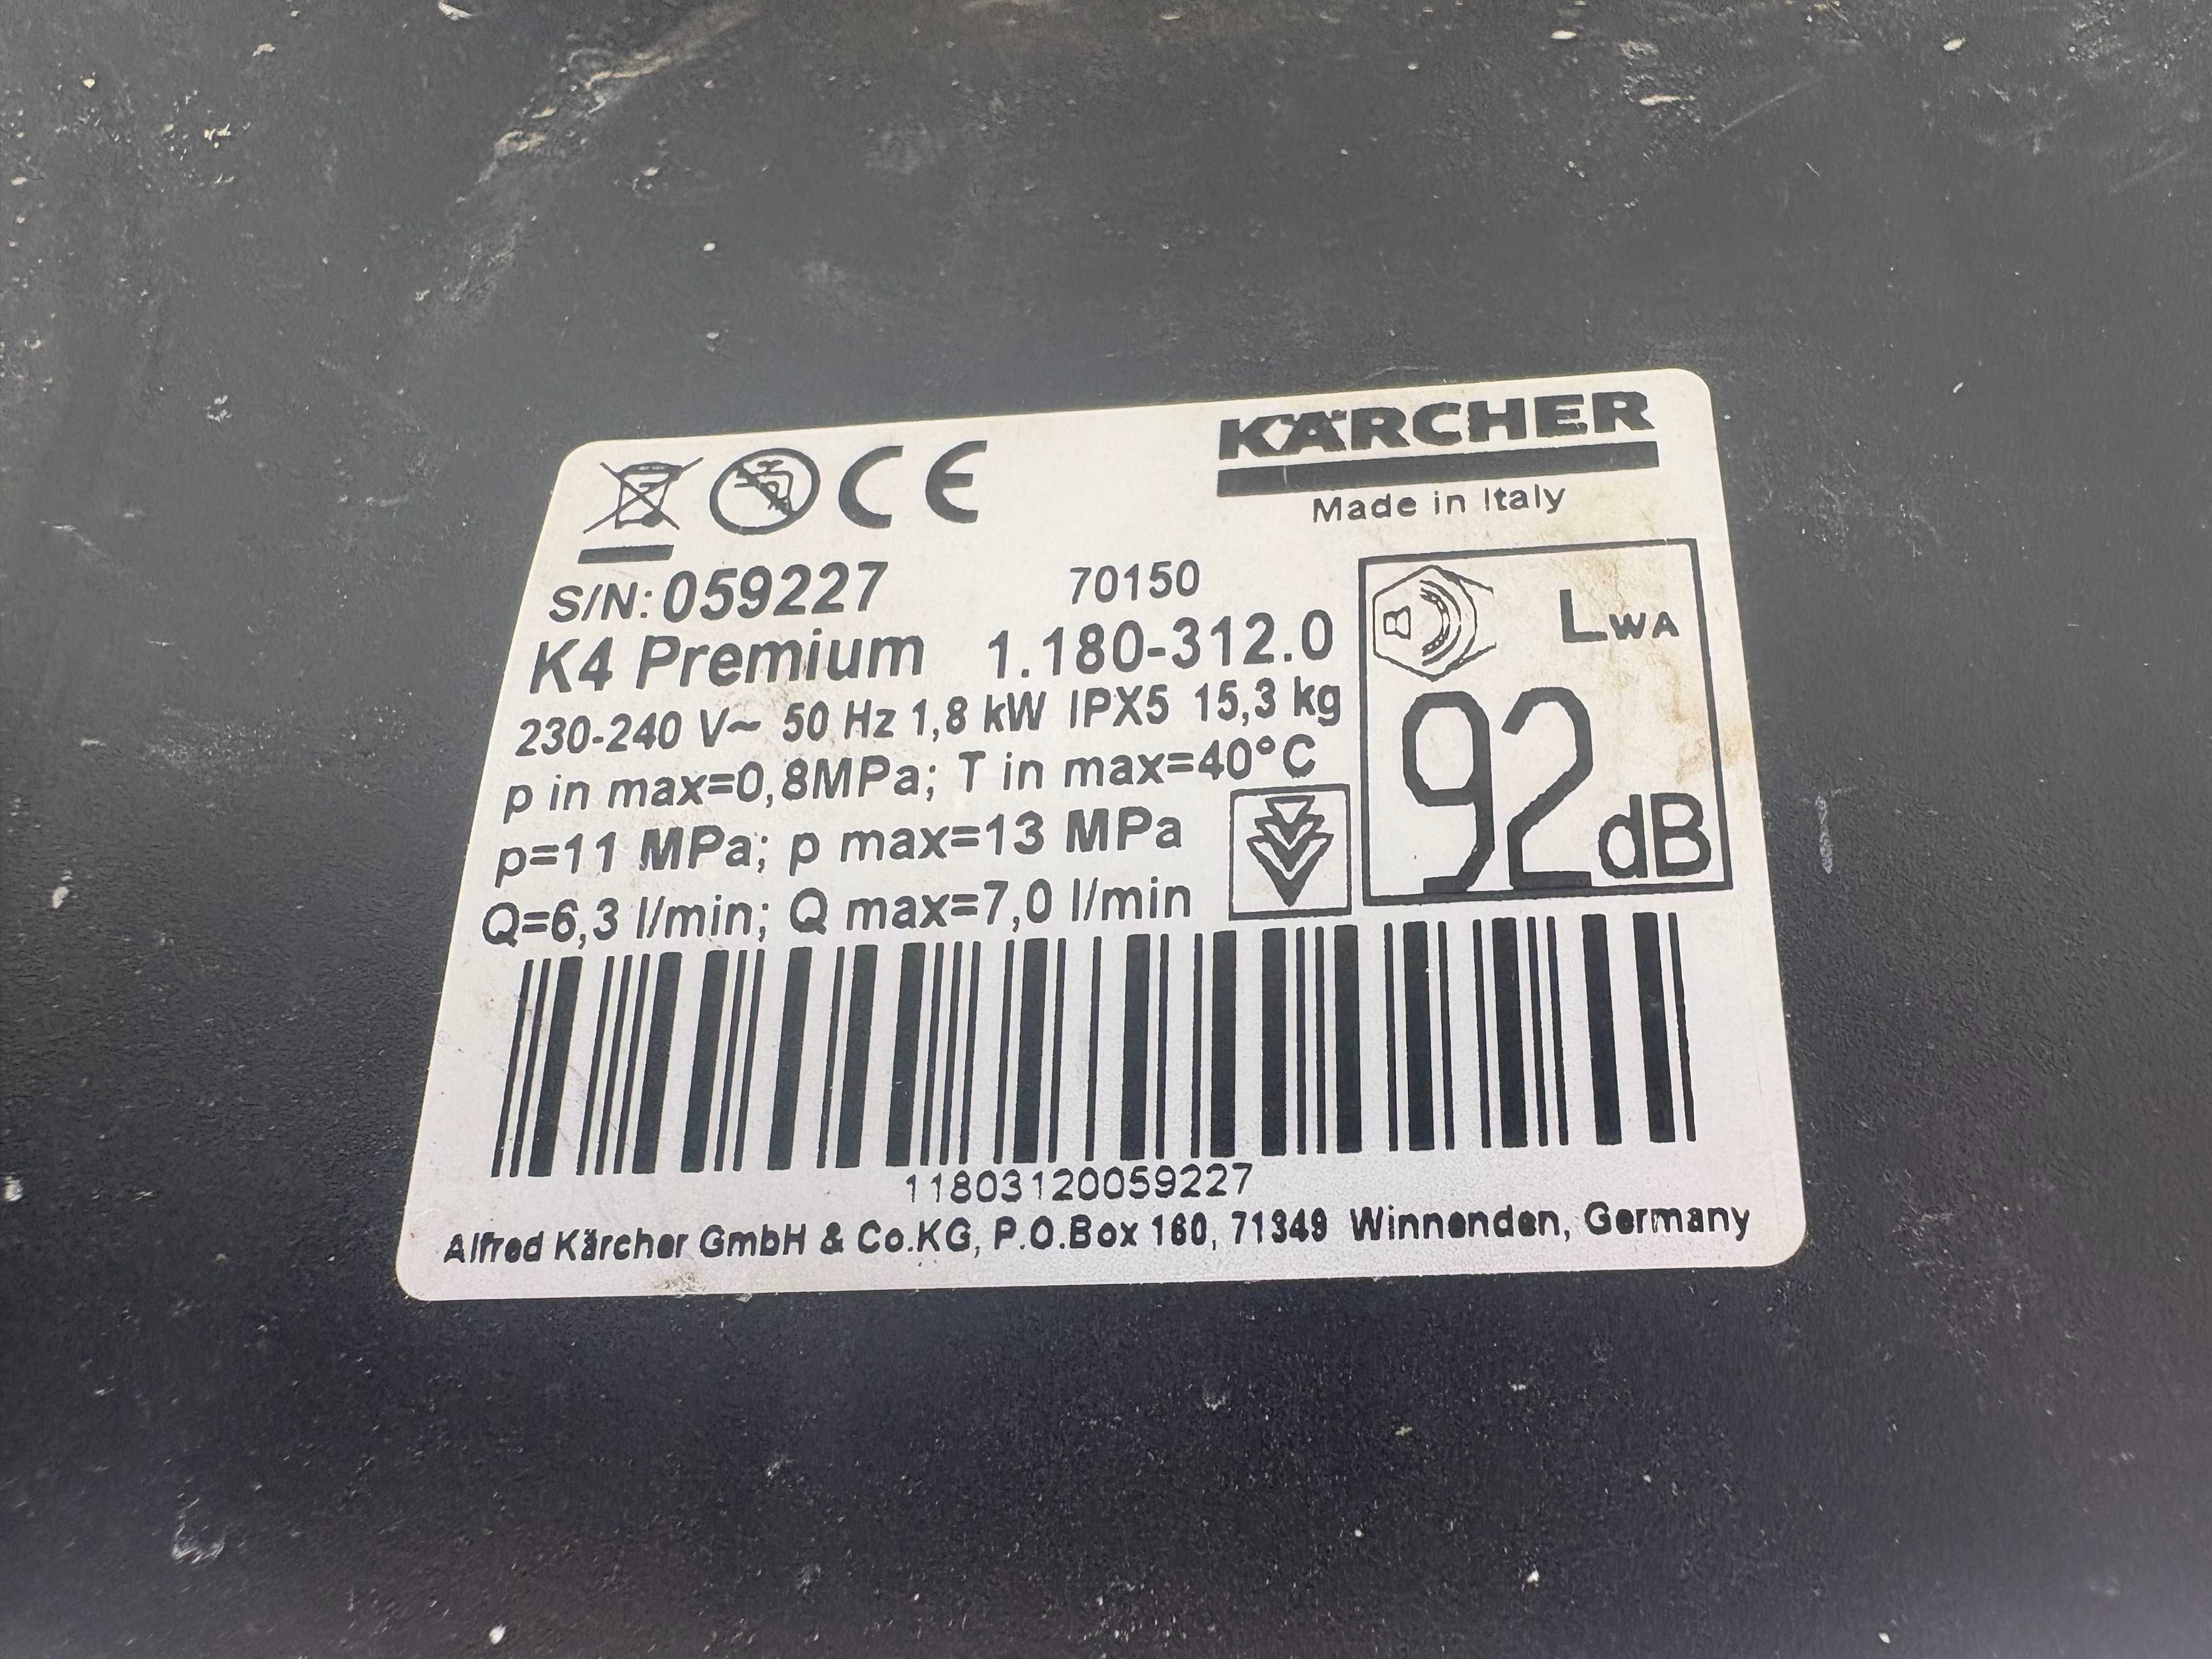 KÄRCHER
Made in Italy
CE
S/N: 059227 70150
K4 Premium 1.180-312.0
230-240 V~ 50 Hz 1,8 kW IPX5 15,3 kg
p in max=0,8MPa; T in max=40°C
p=11 MPa; p max=13 MPa
Q=6,3 l/min; Q max=7,0 l/min
LWA
92 dB
11803120059227
Alfred Kärcher GmbH & Co.KG, P.O.Box 160, 71349 Winnenden, Germany